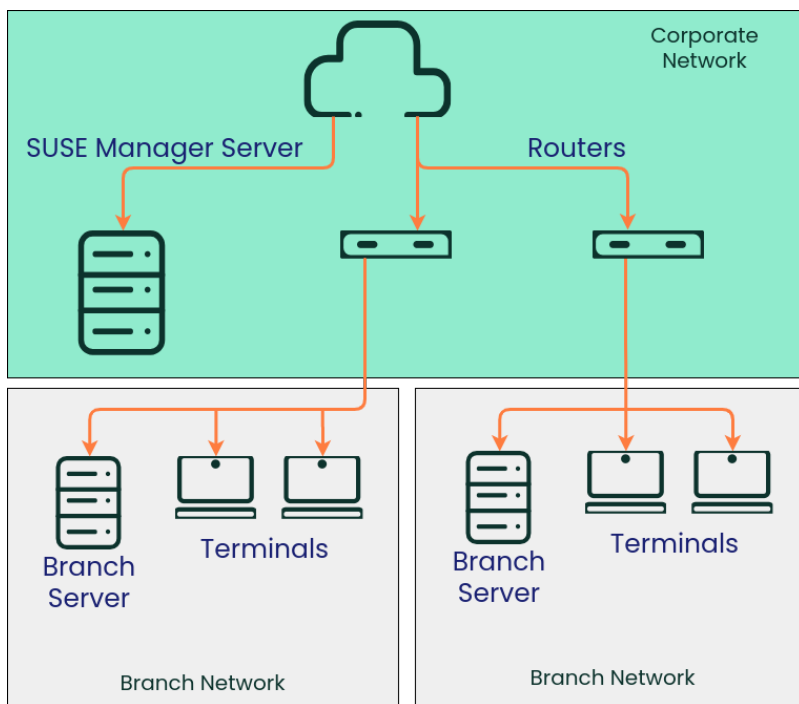 Corporate
Network
SUSE Manager Server
Routers
Terminals
Branch
Server
Branch Network
Terminals
Branch
Server
Branch Network